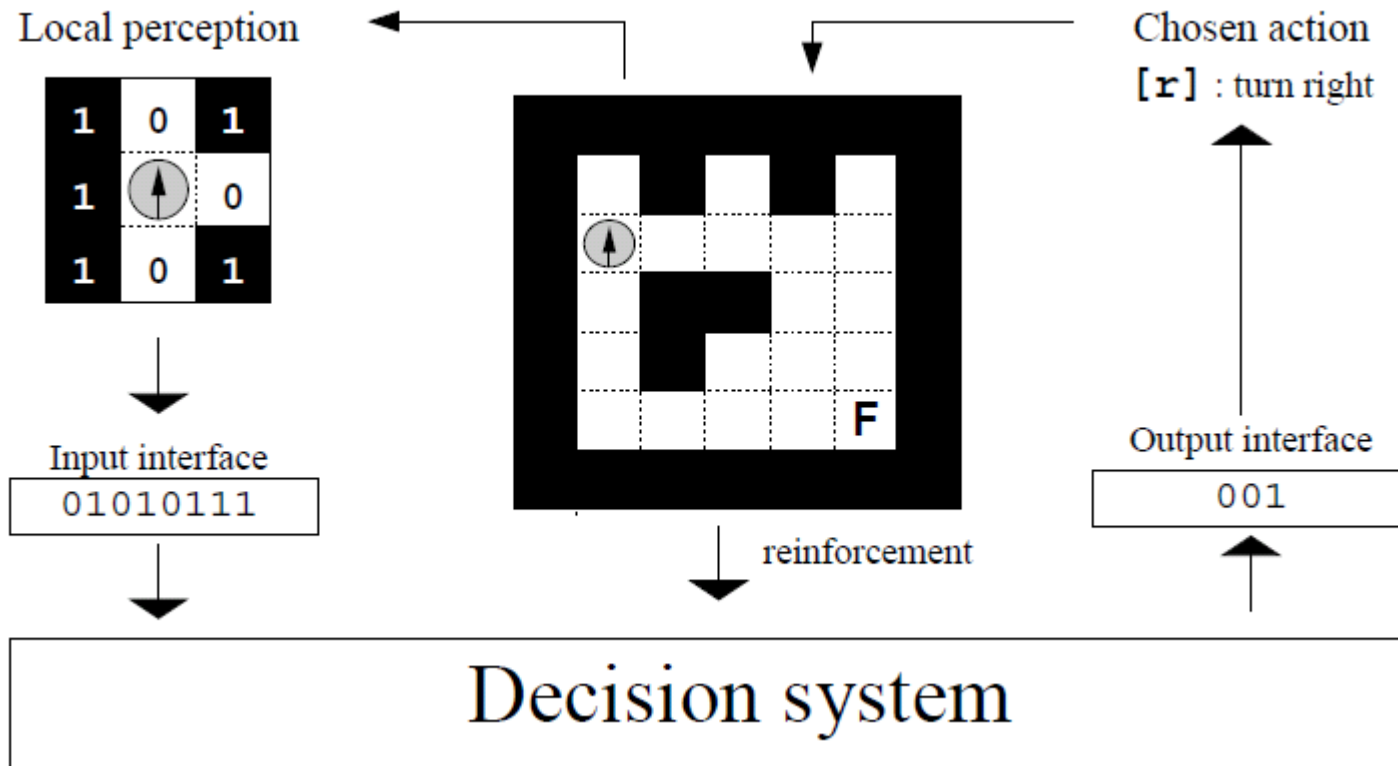 Local perception
Chosen action
[r] : turn right
1 0 1
1 0
1 0 1
F
Input interface
01010111
Output interface
001
reinforcement
Decision system